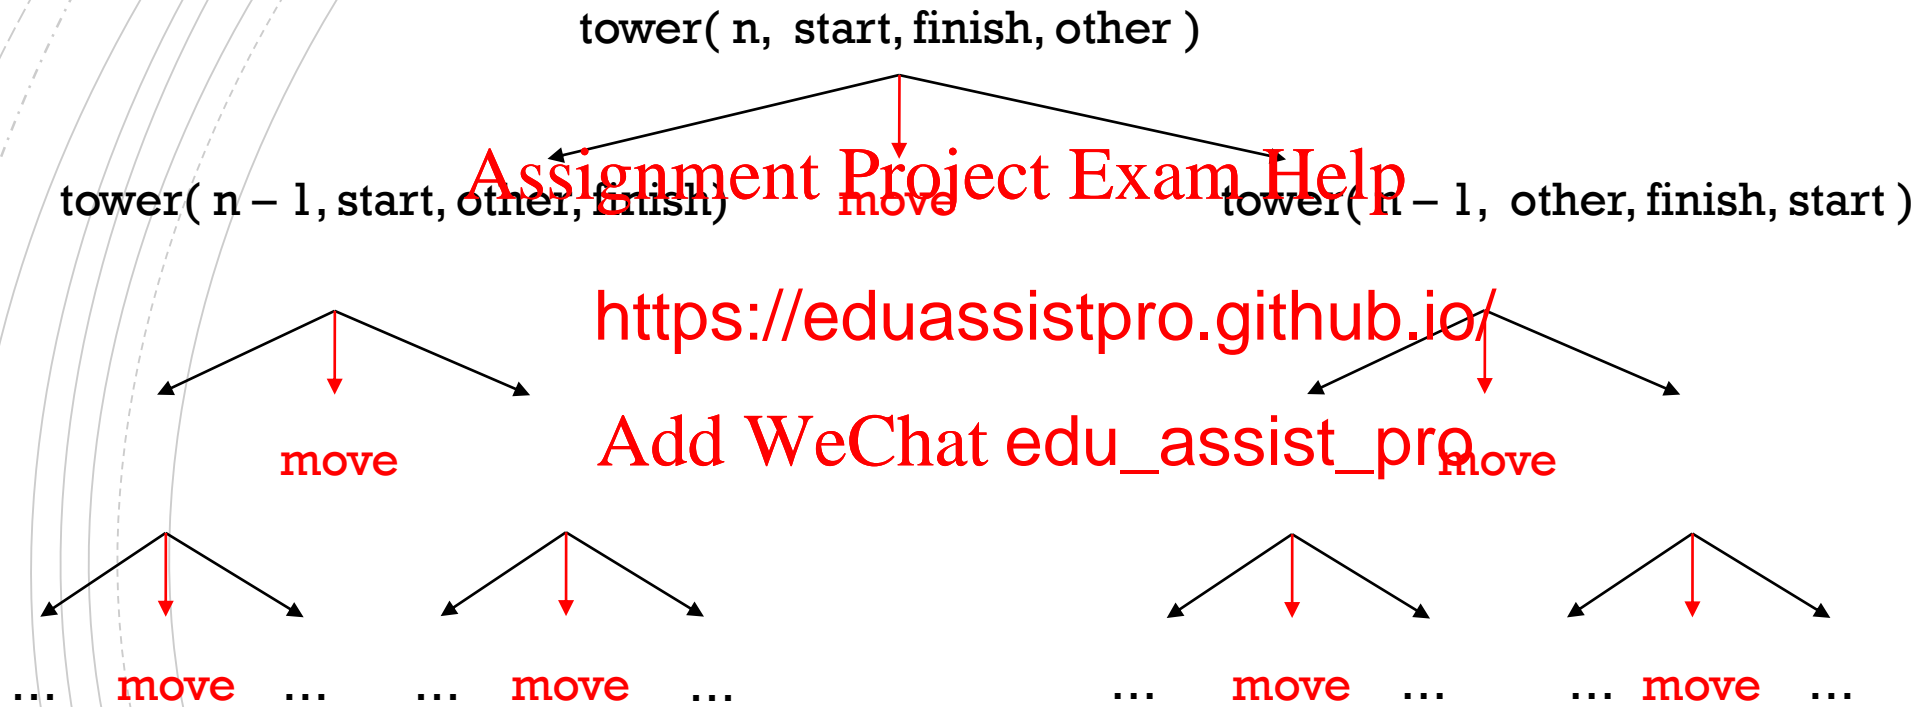 tower( n, start, finish, other )
Assignment Project Exam Help
tower( n – 1, start, other, finish) move tower( n – 1, other, finish, start )
https://eduassistpro.github.io/
Add WeChat edu_assist_pro
move move
... move ... ... move ... ... move ... ... move ...